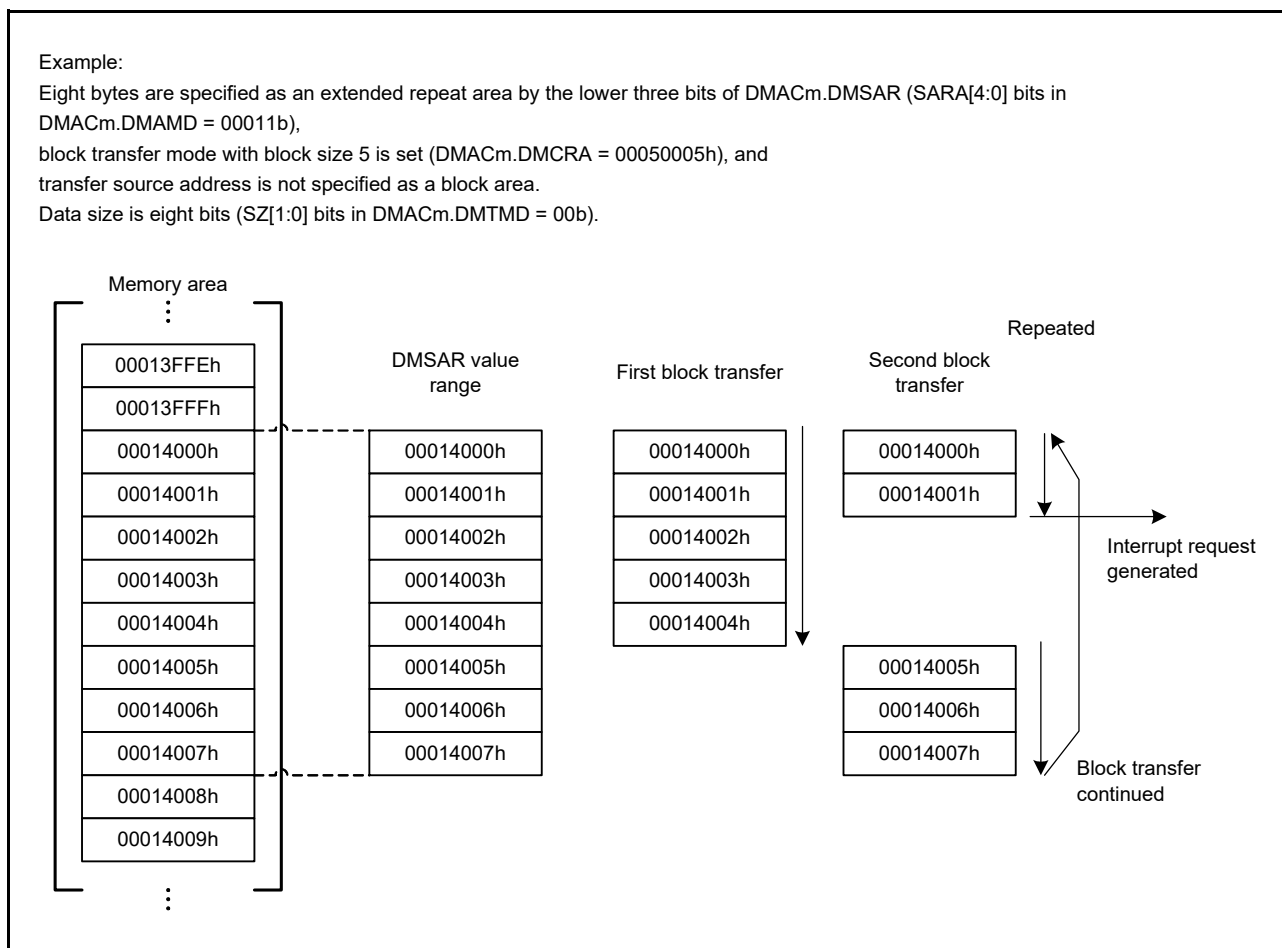 Example:
Eight bytes are specified as an extended repeat area by the lower three bits of DMACm.DMSAR (SARA[4:0] bits in
DMACm.DMAMD = 00011b),
block transfer mode with block size 5 is set (DMACm.DMCRA = 00050005h), and
transfer source address is not specified as a block area.
Data size is eight bits (SZ[1:0] bits in DMACm.DMTMD = 00b).
Memory area
00013FFEh
00013FFFh
00014000h
00014001h
00014002h
00014003h
00014004h
00014005h
00014006h
00014007h
00014008h
00014009h
DMSAR value
range
00014000h
00014001h
00014002h
00014003h
00014004h
00014005h
00014006h
00014007h
First block transfer
00014000h
00014001h
00014002h
00014003h
00014004h
Second block
transfer
00014000h
00014001h
00014005h
00014006h
00014007h
Repeated
Interrupt request
generated
Block transfer
continued